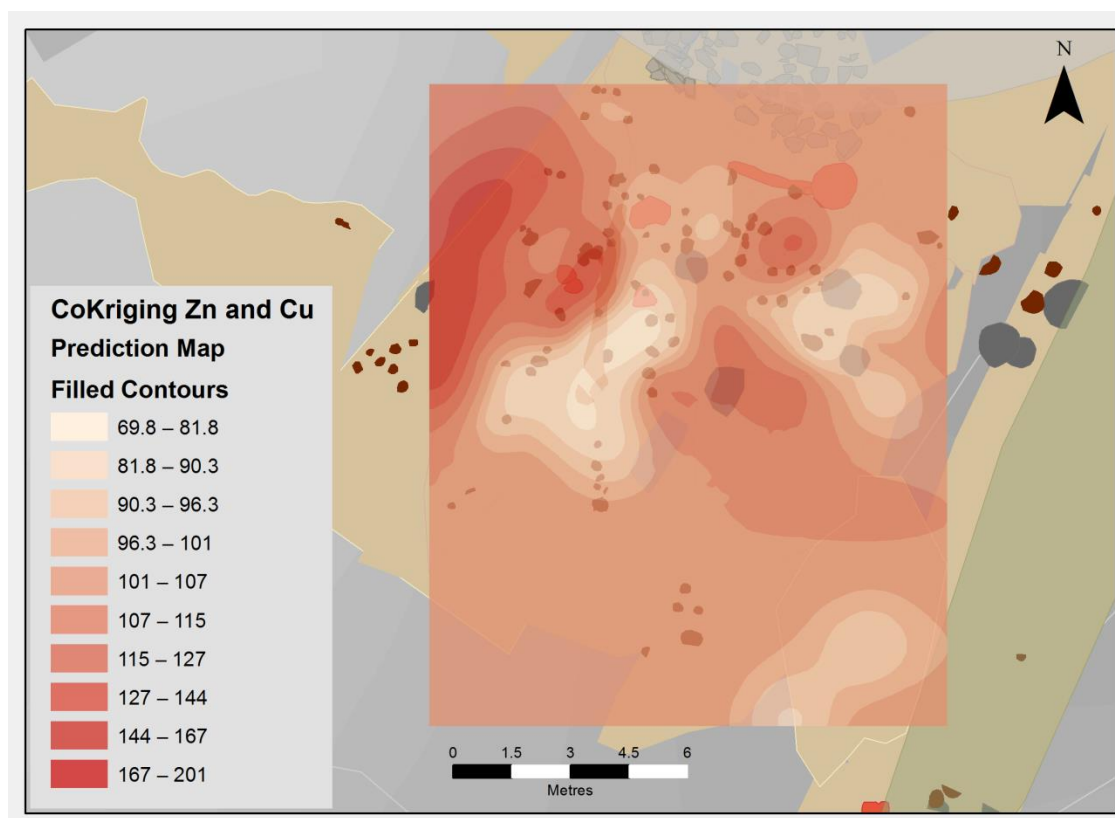 N
CoKriging Zn and Cu
Prediction Map
Filled Contours
69.8 – 81.8
81.8 – 90.3
90.3 – 96.3
96.3 – 101
101 – 107
107 – 115
115 – 127
127 – 144
144 – 167
167 – 201
0 1.5 3 4.5 6
Metres